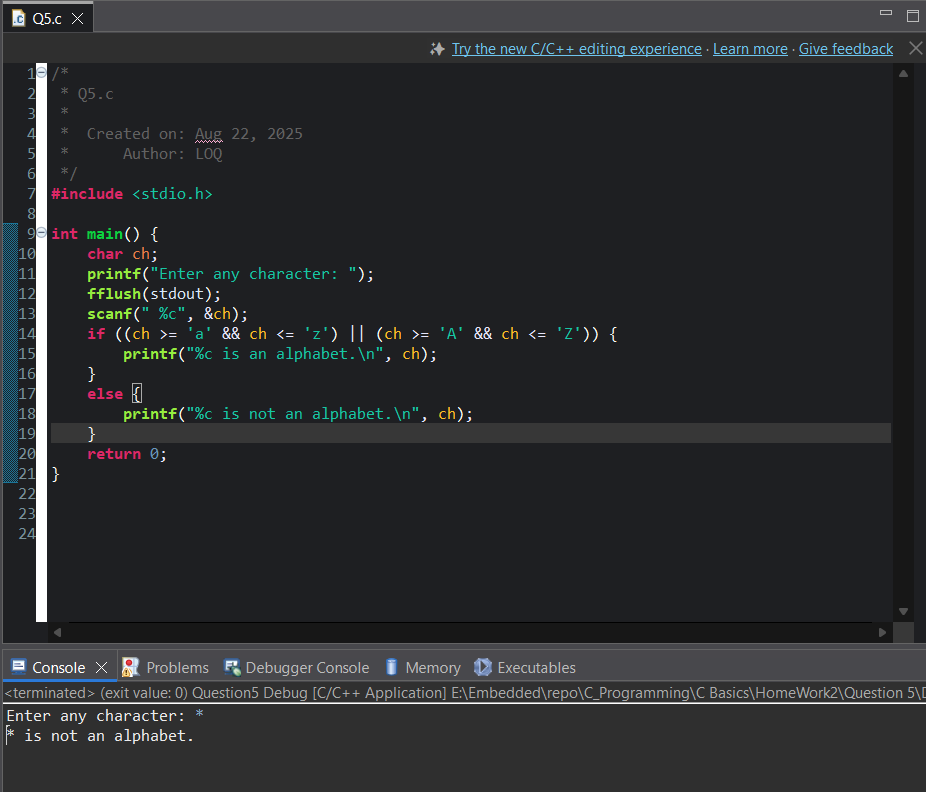 Q5.c
Try the new C/C++ editing experience · Learn more · Give feedback
1 /*
2  * Q5.c
3  *
4  *  Created on: Aug 22, 2025
5  *      Author: LOQ
6  */
7 #include <stdio.h>
8
9 int main() {
10     char ch;
11     printf("Enter any character: ");
12     fflush(stdout);
13     scanf(" %c", &ch);
14     if ((ch >= 'a' && ch <= 'z') || (ch >= 'A' && ch <= 'Z')) {
15         printf("%c is an alphabet.\n", ch);
16     }
17     else {
18         printf("%c is not an alphabet.\n", ch);
19     }
20     return 0;
21 }
22
23
24
Console Problems Debugger Console Memory Executables
<terminated> (exit value: 0) Question5 Debug [C/C++ Application] E:\Embedded\repo\C_Programming\C Basics\HomeWork2\Question 5\D
Enter any character: *
* is not an alphabet.